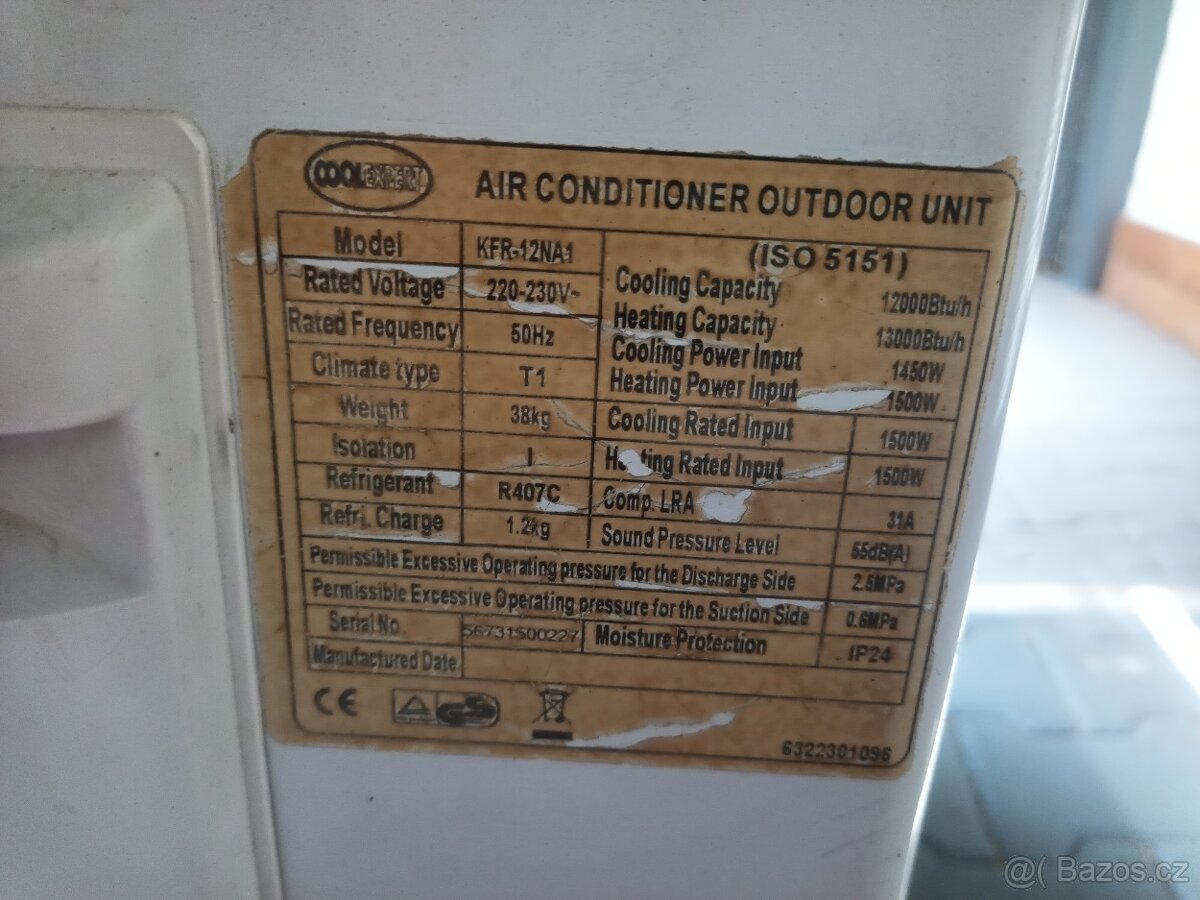 COOLEXPERT
AIR CONDITIONER OUTDOOR UNIT
Model KFR-12NA1
Rated Voltage 220-230V~
Rated Frequency 50Hz
Climate type T1
Weight 38kg
Isolation I
Refrigerant R407C
Refri. Charge 1.2kg
(ISO 5151)
Cooling Capacity 12000Btu/h
Heating Capacity 13000Btu/h
Cooling Power Input 1450W
Heating Power Input 1500W
Cooling Rated Input 1500W
Heating Rated Input 1500W
Comp. LRA 31A
Sound Pressure Level 55dB(A)
Permissible Excessive Operating pressure for the Discharge Side 2.5MPa
Permissible Excessive Operating pressure for the Suction Side 0.6MPa
Serial No. 56731500227 Moisture Protection IP24
Manufactured Date
CE
6322301096
@( Bazos.cz